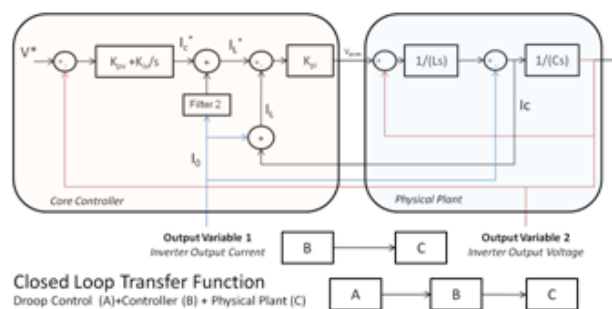 V*
Kpv+Kiv/s
Ic*
IL*
Kpi
Vpwm
1/(Ls)
1/(Cs)
Filter 2
IL
Ic
I0
Core Controller
Physical Plant
Output Variable 1
Inverter Output Current
Output Variable 2
Inverter Output Voltage
B
C
Closed Loop Transfer Function
Droop Control (A)+Controller (B) + Physical Plant (C)
A
B
C